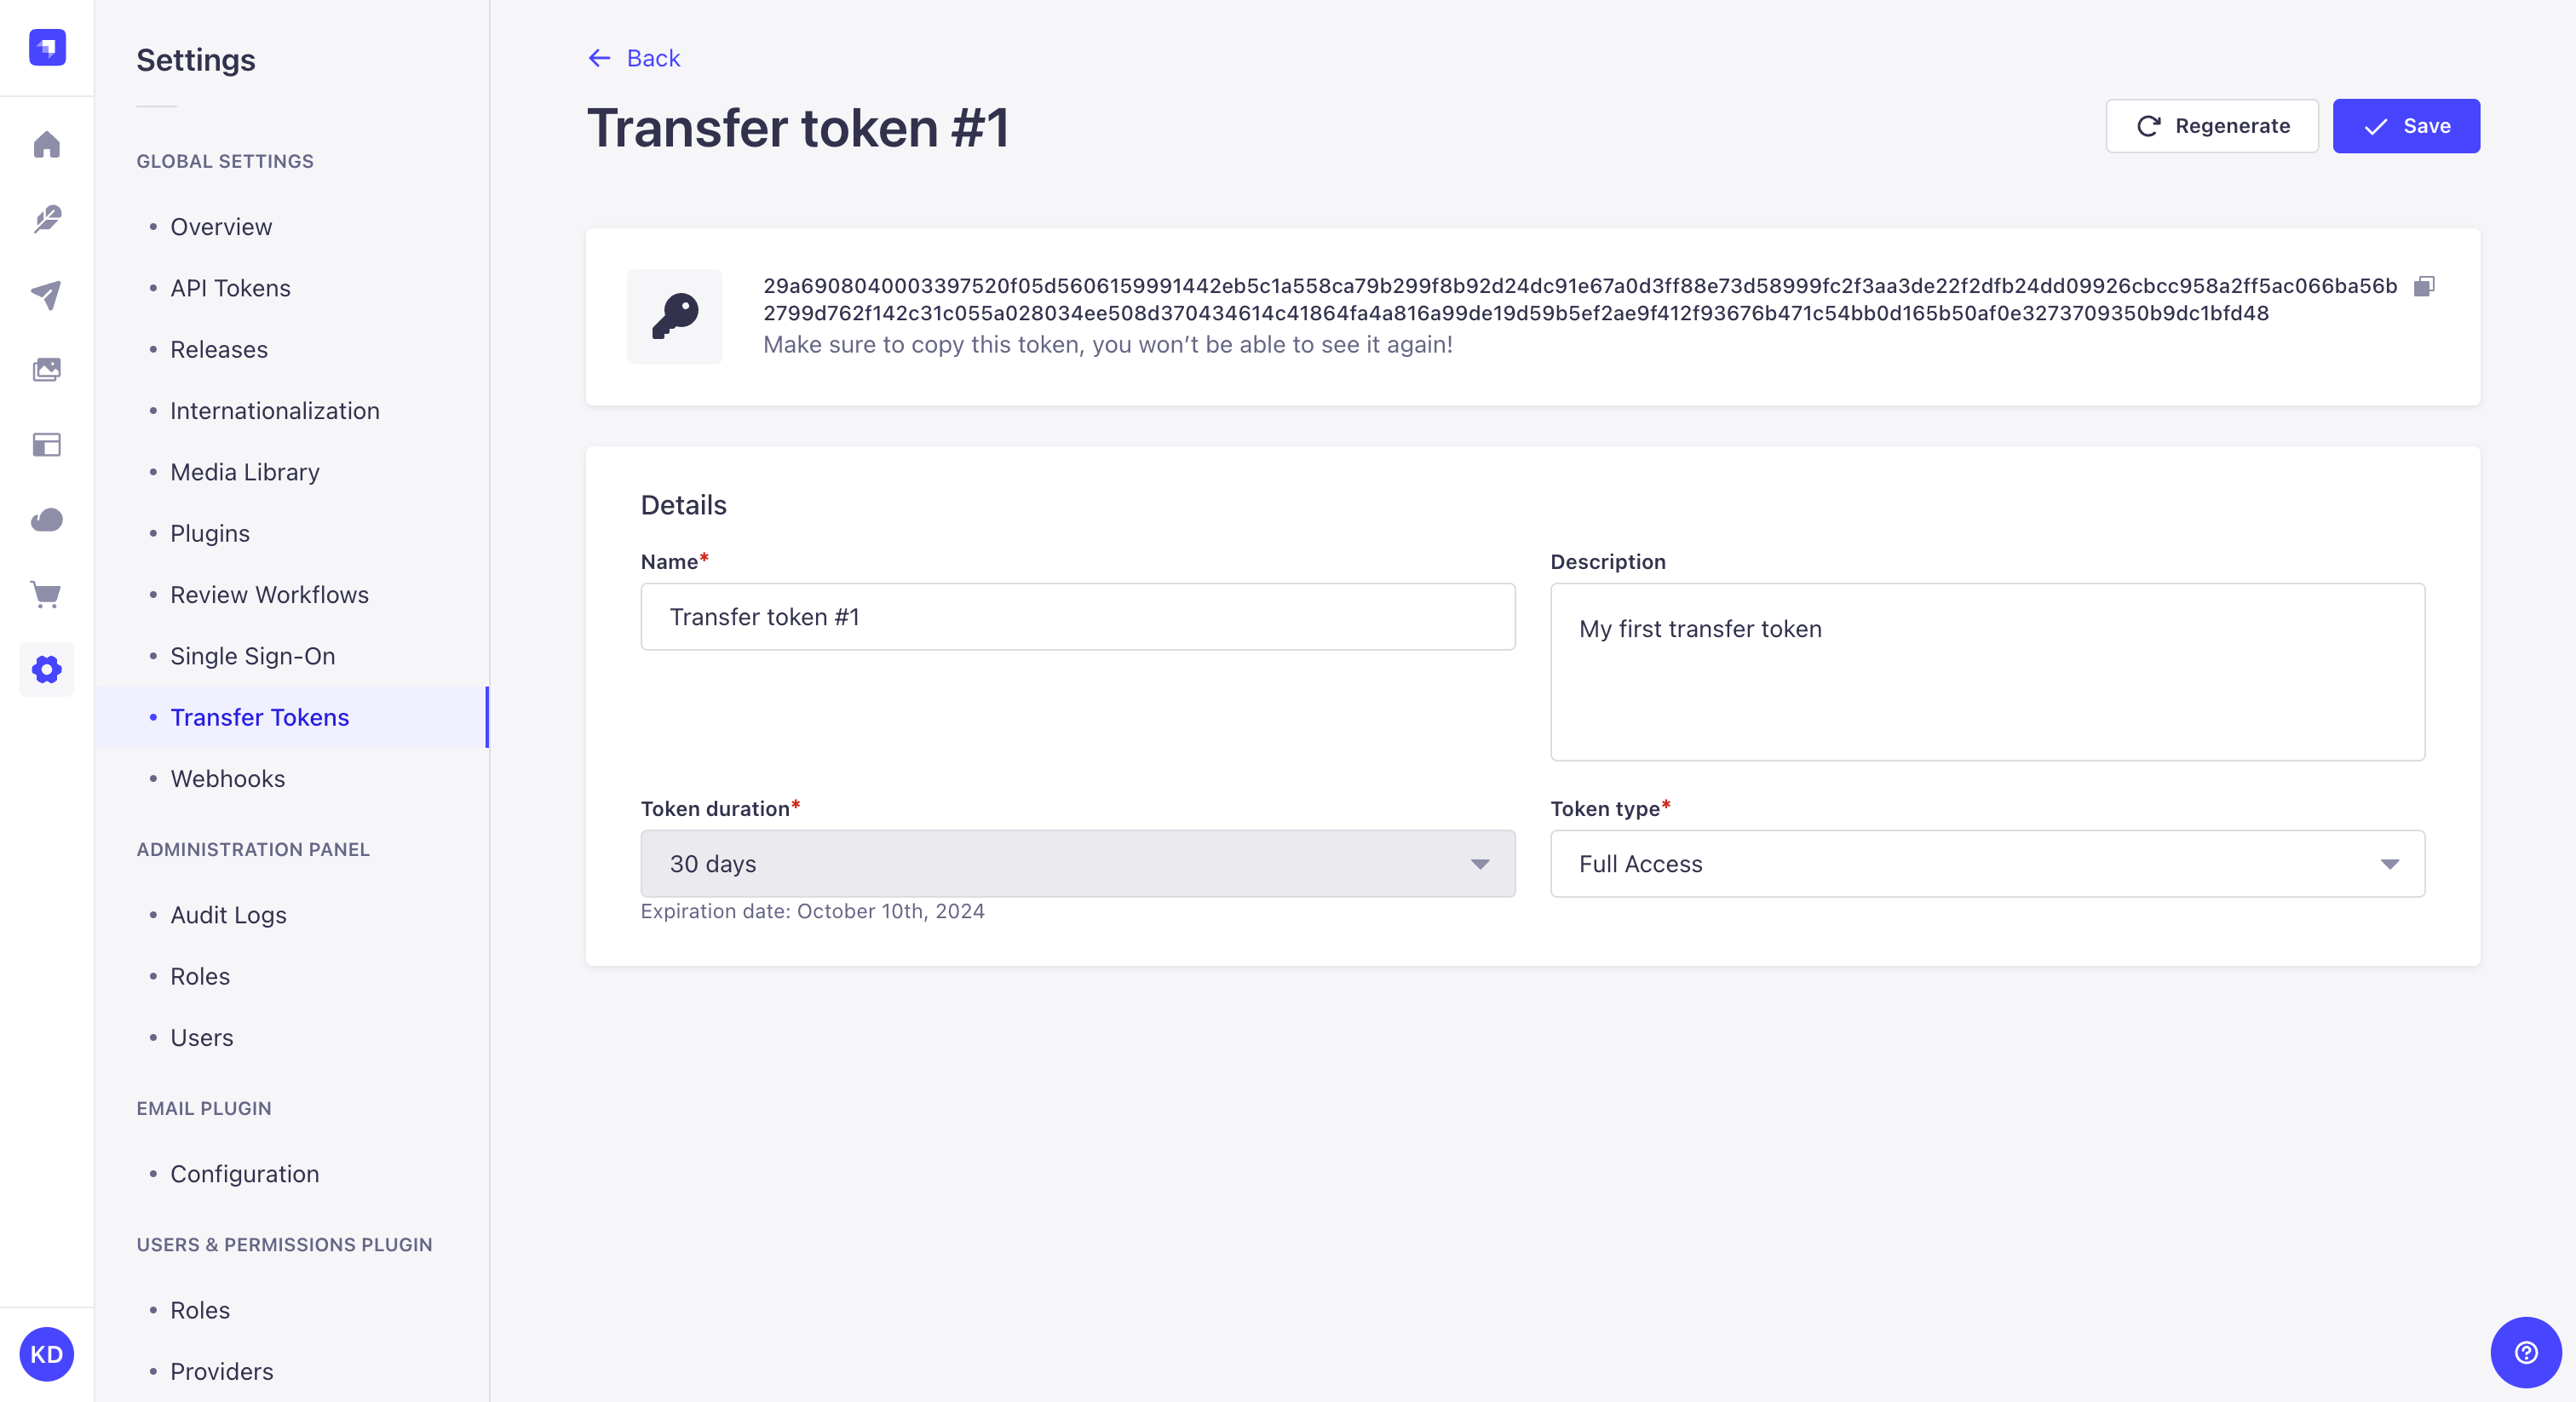 Settings
GLOBAL SETTINGS
Overview
API Tokens
Releases
Internationalization
Media Library
Plugins
Review Workflows
Single Sign-On
Transfer Tokens
Webhooks
ADMINISTRATION PANEL
Audit Logs
Roles
Users
EMAIL PLUGIN
Configuration
USERS & PERMISSIONS PLUGIN
Roles
Providers
KD
Back
Transfer token #1
Regenerate
Save
29a6908040003397520f05d5606159991442eb5c1a558ca79b299f8b92d24dc91e67a0d3ff88e73d58999fc2f3aa3de22f2dfb24dd09926cbcc958a2ff5ac066ba56b
2799d762f142c31c055a028034ee508d370434614c41864fa4a816a99de19d59b5ef2ae9f412f93676b471c54bb0d165b50af0e3273709350b9dc1bfd48
Make sure to copy this token, you won’t be able to see it again!
Details
Name*
Transfer token #1
Description
My first transfer token
Token duration*
30 days
Expiration date: October 10th, 2024
Token type*
Full Access